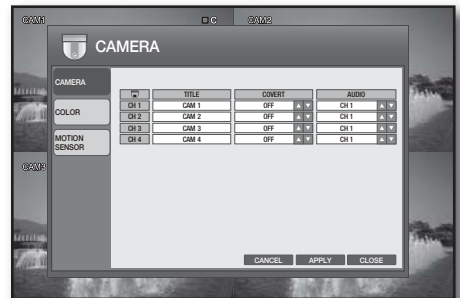 CAM1 C CAM2
CAMERA
CAMERA
TITLE COVERT AUDIO
CH 1 CAM 1 OFF CH 1
COLOR
CH 2 CAM 2 OFF CH 1
CH 3 CAM 3 OFF CH 1
MOTION SENSOR
CH 4 CAM 4 OFF CH 1
CAM3
CANCEL APPLY CLOSE